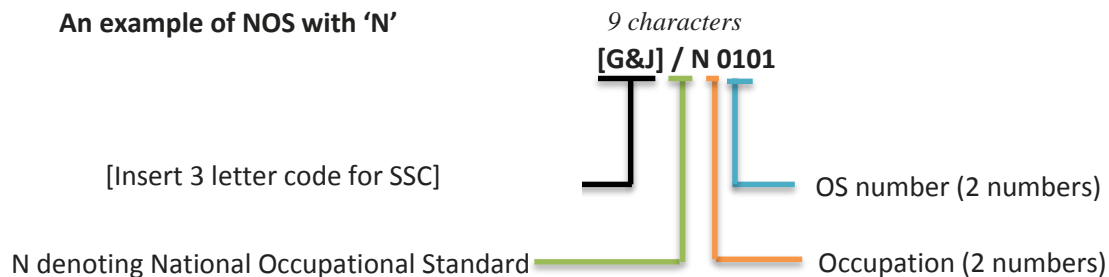 An example of NOS with ‘N’
9 characters
[G&J] / N 0101
[Insert 3 letter code for SSC]
OS number (2 numbers)
N denoting National Occupational Standard
Occupation (2 numbers)